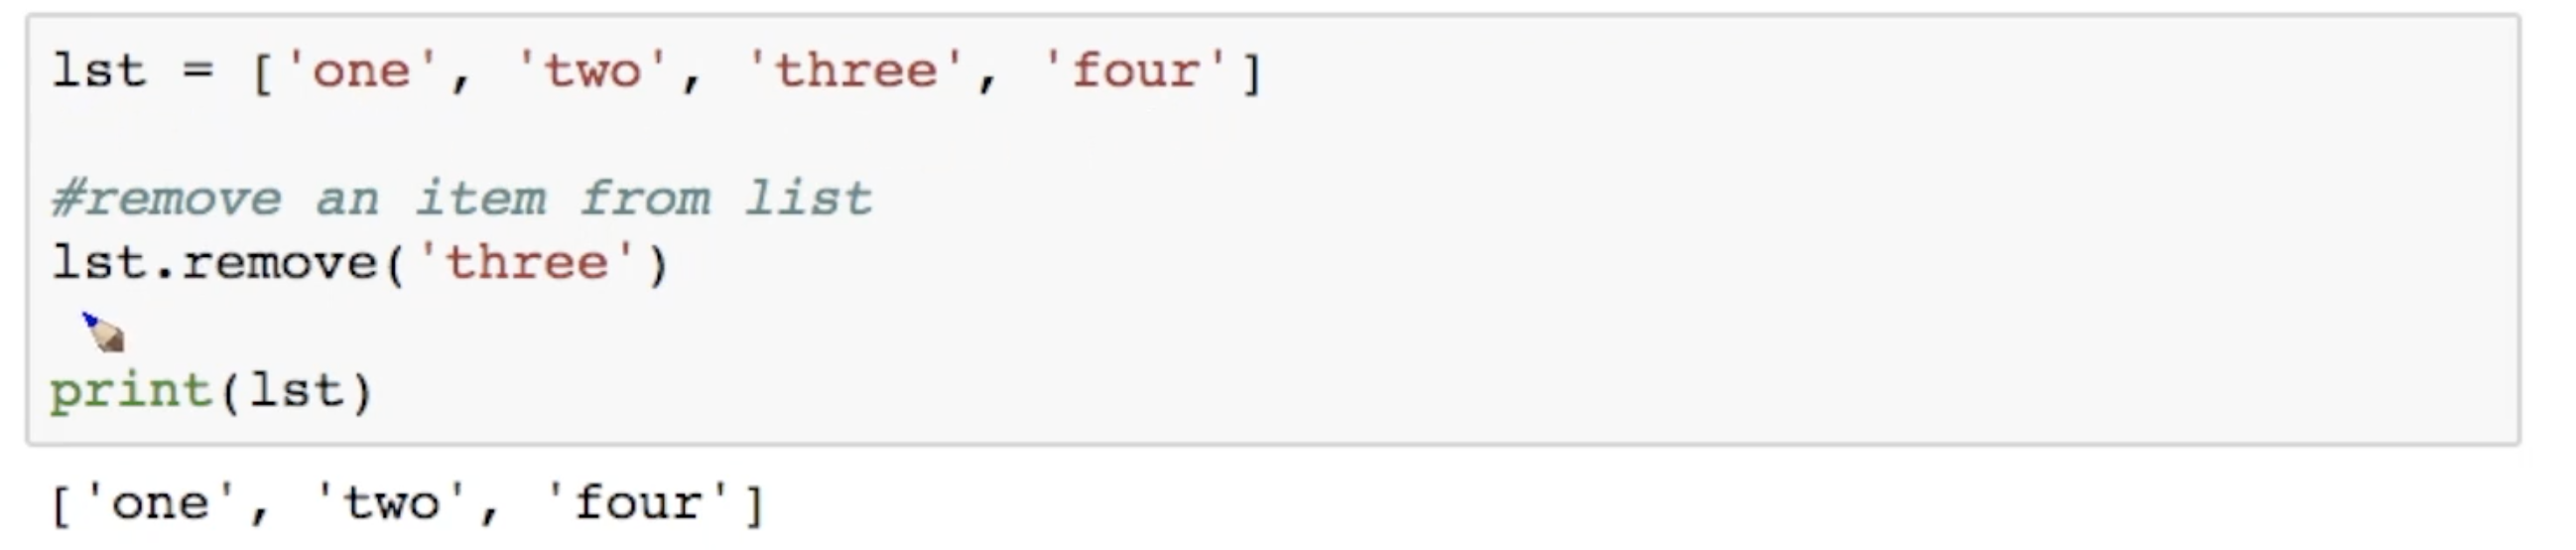 lst = ['one', 'two', 'three', 'four']
#remove an item from list
lst.remove('three')
print(lst)
['one', 'two', 'four']